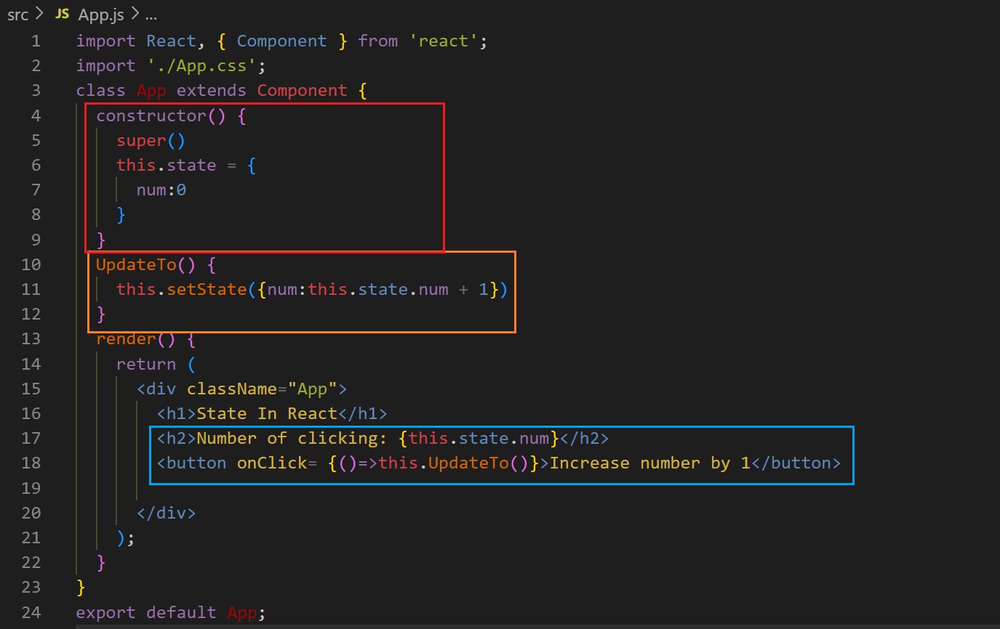 src > JS App.js > ...
1 import React, { Component } from 'react';
2 import './App.css';
3 class App extends Component {
4   constructor() {
5     super()
6     this.state = {
7       num:0
8     }
9   }
10   UpdateTo() {
11     this.setState({num:this.state.num + 1})
12   }
13   render() {
14     return (
15       <div className="App">
16         <h1>State In React</h1>
17         <h2>Number of clicking: {this.state.num}</h2>
18         <button onClick= {()=>this.UpdateTo()}>Increase number by 1</button>
19
20       </div>
21     );
22   }
23 }
24 export default App;